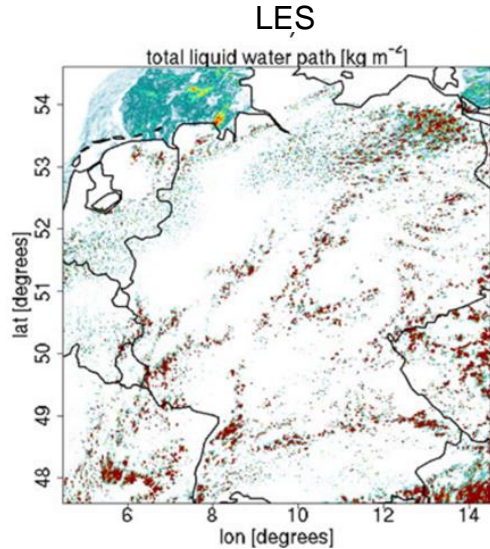 LES
total liquid water path [kg m⁻²]
54
53
52
51
50
49
48
lat [degrees]
6 8 10 12 14
lon [degrees]